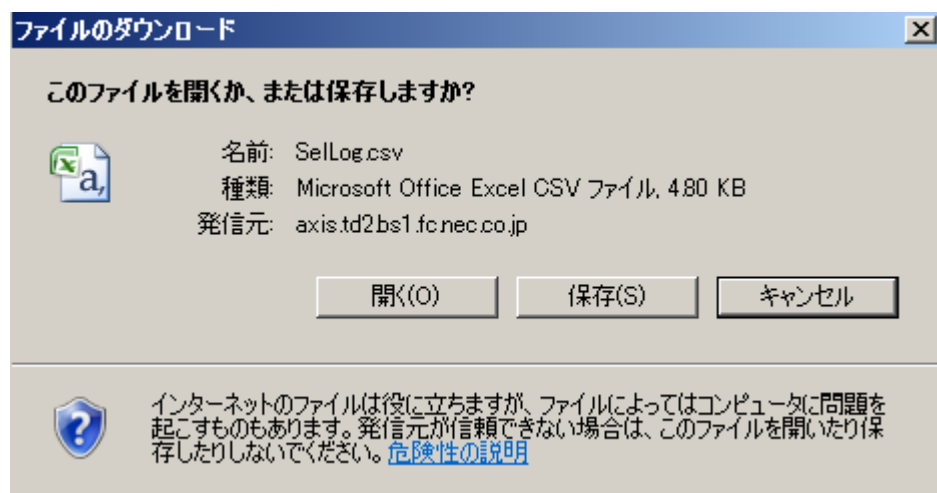 ファイルのダウンロード
このファイルを開くか、または保存しますか?
名前: SelLog.csv
種類: Microsoft Office Excel CSV ファイル, 4.80 KB
発信元: axis.td2.bs1.fc.nec.co.jp
開く(O) 保存(S) キャンセル
インターネットのファイルは役に立ちますが、ファイルによってはコンピュータに問題を
起こすものもあります。発信元が信頼できない場合は、このファイルを開いたり保
存したりしないでください。危険性の説明